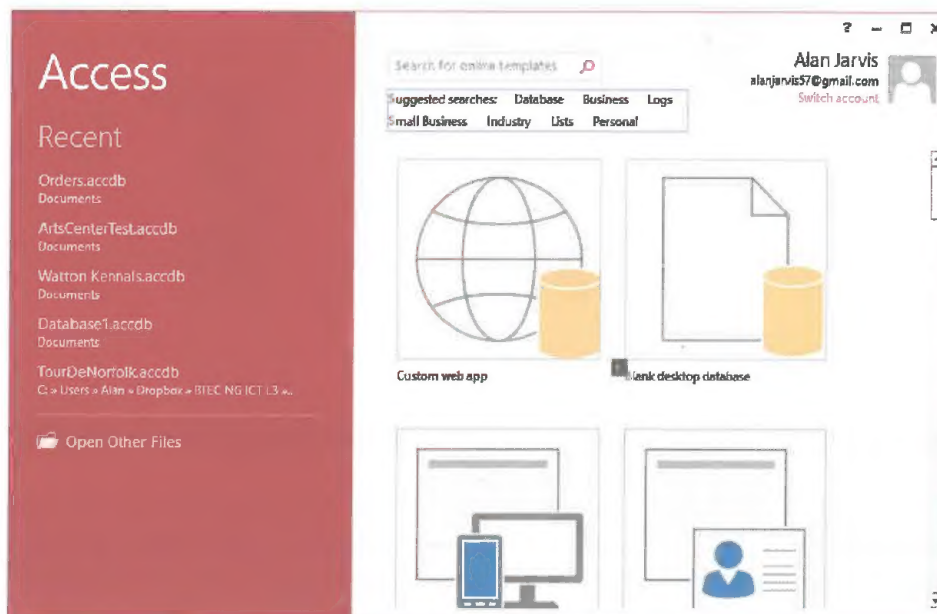 Access
Recent
Orders.accdb
Documents
ArtsCenterTest.accdb
Documents
Watton Kennals.accdb
Documents
Database1.accdb
Documents
TourDeNorfolk.accdb
C: » Users » Alan » Dropbox » BTEC NG ICT L3 »...
Open Other Files
?
Search for online templates
Alan Jarvis
alanjarvis57@gmail.com
Switch account
Suggested searches: Database Business Logs
Small Business Industry Lists Personal
Custom web app
Blank desktop database